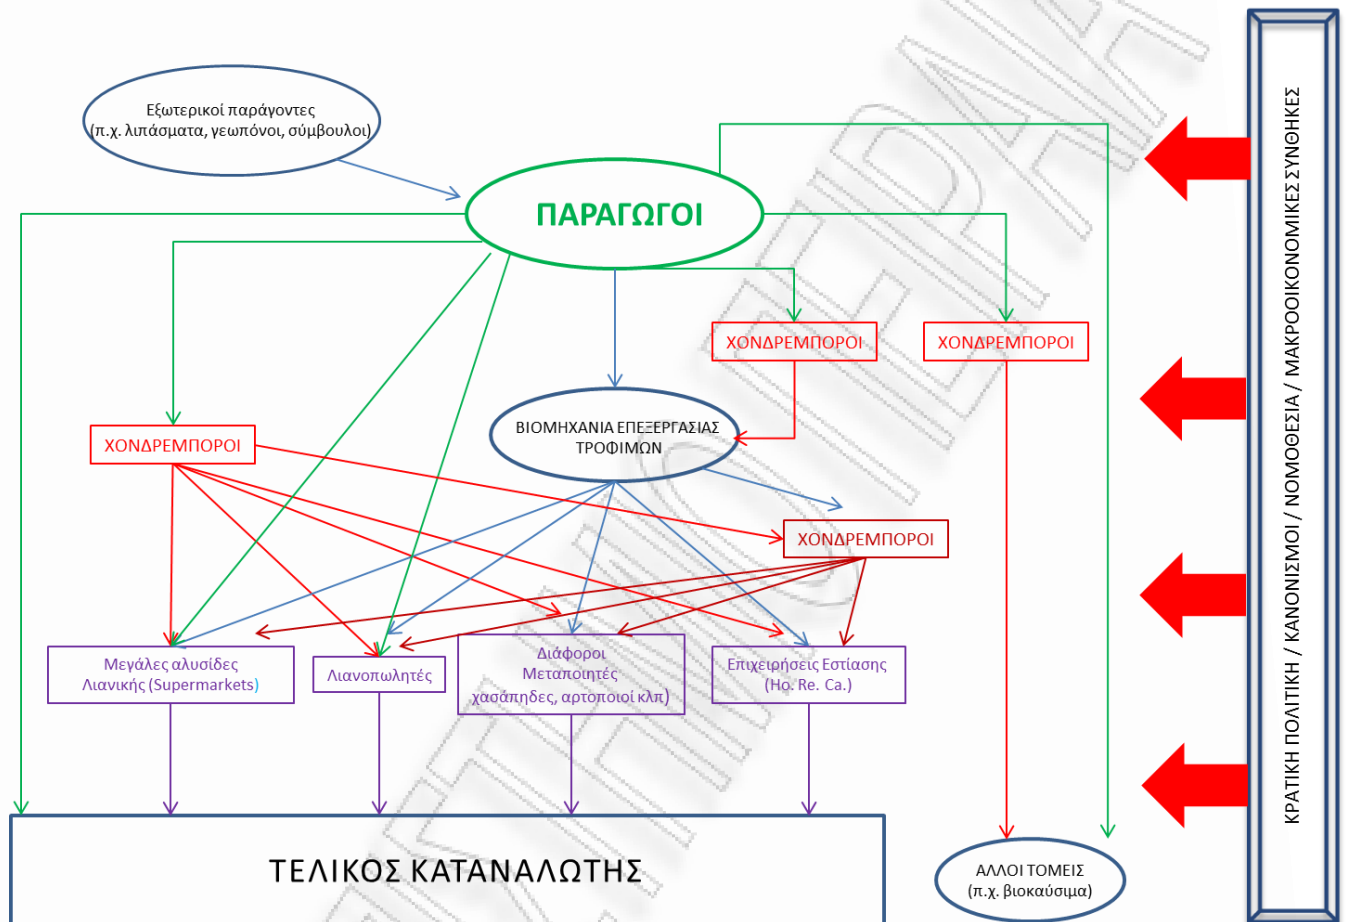 Εξωτερικοί παράγοντες
(π.χ. λιπάσματα, γεωπόνοι, σύμβουλοι)
ΠΑΡΑΓΩΓΟΙ
ΧΟΝΔΡΕΜΠΟΡΟΙ
ΧΟΝΔΡΕΜΠΟΡΟΙ
ΒΙΟΜΗΧΑΝΙΑ ΕΠΕΞΕΡΓΑΣΙΑΣ
ΤΡΟΦΙΜΩΝ
ΧΟΝΔΡΕΜΠΟΡΟΙ
ΧΟΝΔΡΕΜΠΟΡΟΙ
Μεγάλες αλυσίδες
Λιανικής (Supermarkets)
Λιανοπωλητές
Διάφοροι
Μεταποιητές
χασάπηδες, αρτοποιοί κλπ)
Επιχειρήσεις Εστίασης
(Ho. Re. Ca.)
ΤΕΛΙΚΟΣ ΚΑΤΑΝΑΛΩΤΗΣ
ΑΛΛΟΙ ΤΟΜΕΙΣ
(π.χ. βιοκαύσιμα)
ΚΡΑΤΙΚΗ ΠΟΛΙΤΙΚΗ / ΚΑΝΟΝΙΣΜΟΙ / ΝΟΜΟΘΕΣΙΑ / ΜΑΚΡΟΟΙΚΟΝΟΜΙΚΕΣ ΣΥΝΘΗΚΕΣ